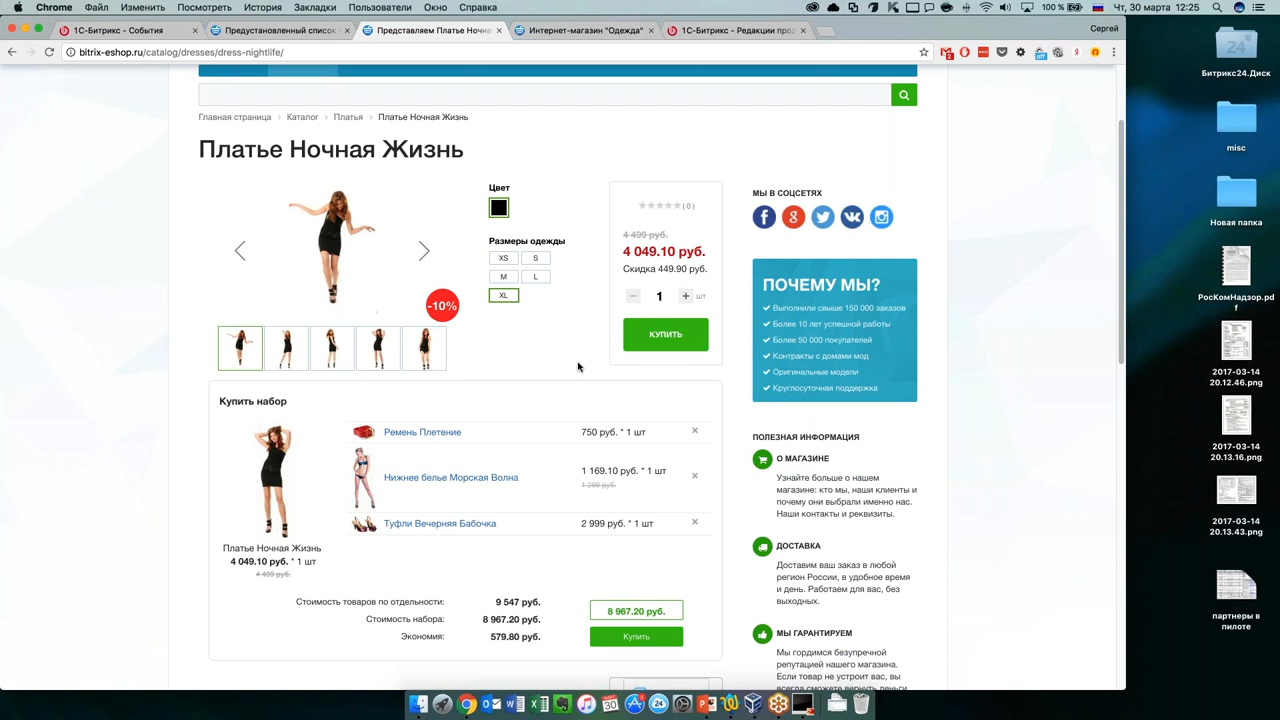 Chrome Файл Изменить Посмотреть История Закладки Пользователи Окно Справка
Чт, 30 марта 12:26
1С-Битрикс - События
Предустановленный список
Представляем Платье Ночна
Интернет-магазин "Одежда"
1С-Битрикс - Редакции про
Сергей
bitrix-eshop.ru/catalog/dresses/dress-nightlife/
Главная страница > Каталог > Платья > Платье Ночная Жизнь
Платье Ночная Жизнь
-10%
Цвет
Размеры одежды
XS S
M L
XL
( 0 )
4 499 руб.
4 049.10 руб.
Скидка 449.90 руб.
− 1 + шт
КУПИТЬ
МЫ В СОЦСЕТЯХ
ПОЧЕМУ МЫ?
Выполнили свыше 150 000 заказов
Более 10 лет успешной работы
Более 50 000 покупателей
Контракты с домами мод
Оригинальные модели
Круглосуточная поддержка
Купить набор
Ремень Плетение 750 руб. * 1 шт
Нижнее белье Морская Волна 1 169.10 руб. * 1 шт
1 299 руб.
Туфли Вечерняя Бабочка 2 999 руб. * 1 шт
Платье Ночная Жизнь
4 049.10 руб. * 1 шт
4 499 руб.
Стоимость товаров по отдельности: 9 547 руб.
Стоимость набора: 8 967.20 руб.
Экономия: 579.80 руб.
8 967.20 руб.
Купить
ПОЛЕЗНАЯ ИНФОРМАЦИЯ
О МАГАЗИНЕ
Узнайте больше о нашем
магазине: кто мы, наши клиенты и
почему они выбрали именно нас.
Наши контакты и реквизиты.
ДОСТАВКА
Доставим ваш заказ в любой
регион России, в удобное время
и день. Работаем для вас, без
выходных.
МЫ ГАРАНТИРУЕМ
Мы гордимся безупречной
репутацией нашего магазина.
Если товар не устроит вас, вы
всегда сможете вернуть деньги
24
Битрикс24.Диск
misc
Новая папка
РосКомНадзор.pd
f
2017-03-14
20.12.46.png
2017-03-14
20.13.16.png
2017-03-14
20.13.43.png
партнеры в
пилоте